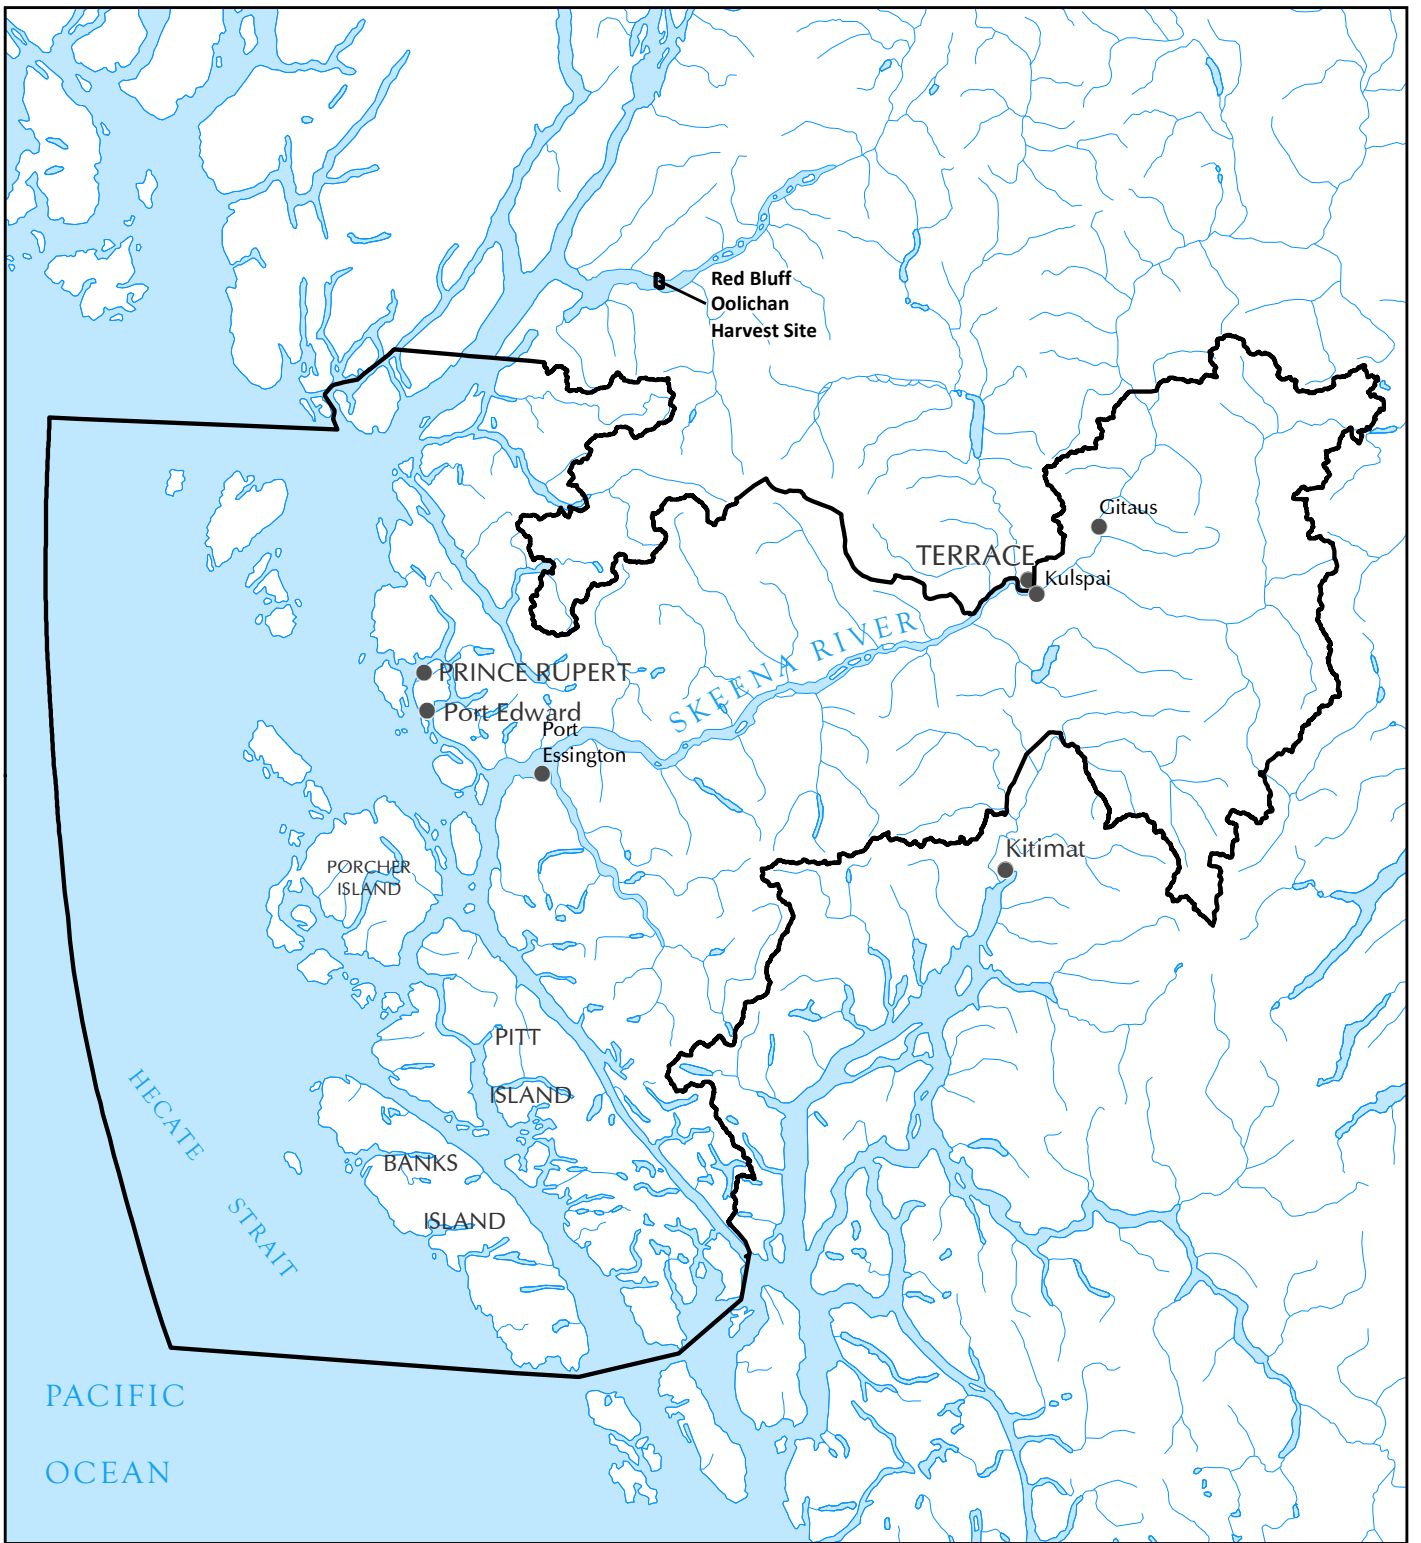 Red Bluff
Oolichan
Harvest Site
Gitaus
TERRACE
Kulspai
SKEENA RIVER
PRINCE RUPERT
Port Edward
Port
Essington
Kitimat
PORCHER
ISLAND
PITT
ISLAND
HECATE
STRAIT
BANKS
ISLAND
PACIFIC
OCEAN